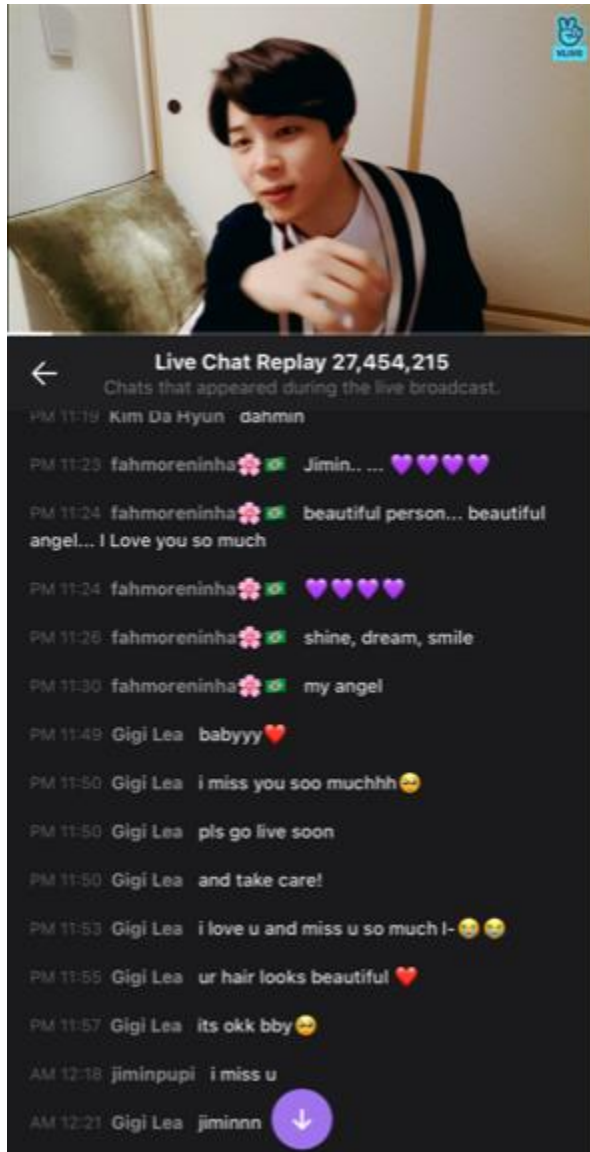 VLIVE
Live Chat Replay 27,454,215
Chats that appeared during the live broadcast.
PM 11:19 Kim Da Hyun dahmin
PM 11:23 fahmoreninha🌸🇧🇷 Jimin.. ... 💜💜💜💜
PM 11:24 fahmoreninha🌸🇧🇷 beautiful person... beautiful
angel... I Love you so much
PM 11:24 fahmoreninha🌸🇧🇷 💜💜💜💜
PM 11:26 fahmoreninha🌸🇧🇷 shine, dream, smile
PM 11:30 fahmoreninha🌸🇧🇷 my angel
PM 11:49 Gigi Lea babyyy❤️
PM 11:50 Gigi Lea i miss you soo muchhh🥺
PM 11:50 Gigi Lea pls go live soon
PM 11:50 Gigi Lea and take care!
PM 11:53 Gigi Lea i love u and miss u so much I-😭😭
PM 11:55 Gigi Lea ur hair looks beautiful ❤️
PM 11:57 Gigi Lea its okk bby🥺
AM 12:18 jiminpupi i miss u
AM 12:21 Gigi Lea jiminnn